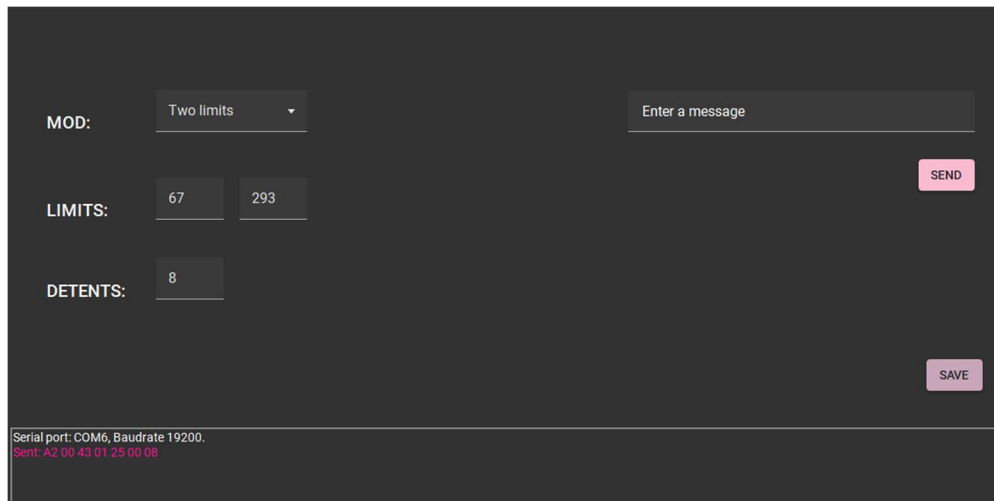 MOD:
Two limits
Enter a message
SEND
LIMITS:
67 293
DETENTS:
8
SAVE
Serial port: COM6, Baudrate 19200.
Sent: A2 00 43 01 25 00 08